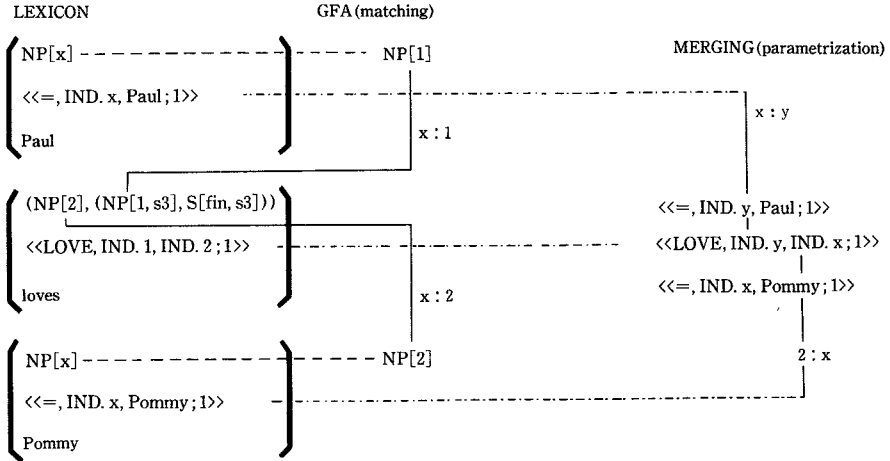 LEXICON
GFA (matching)
MERGING (parametrization)
NP[x]
NP[1]
<<=, IND. x, Paul ; 1>>
x : y
Paul
x : 1
(NP[2], (NP[1, s3], S[fin, s3]))
<<=, IND. y, Paul ; 1>>
<<LOVE, IND. 1, IND. 2 ; 1>>
<<LOVE, IND. y, IND. x ; 1>>
loves
x : 2
<<=, IND. x, Pommy ; 1>>
NP[x]
NP[2]
2 : x
<<=, IND. x, Pommy ; 1>>
Pommy